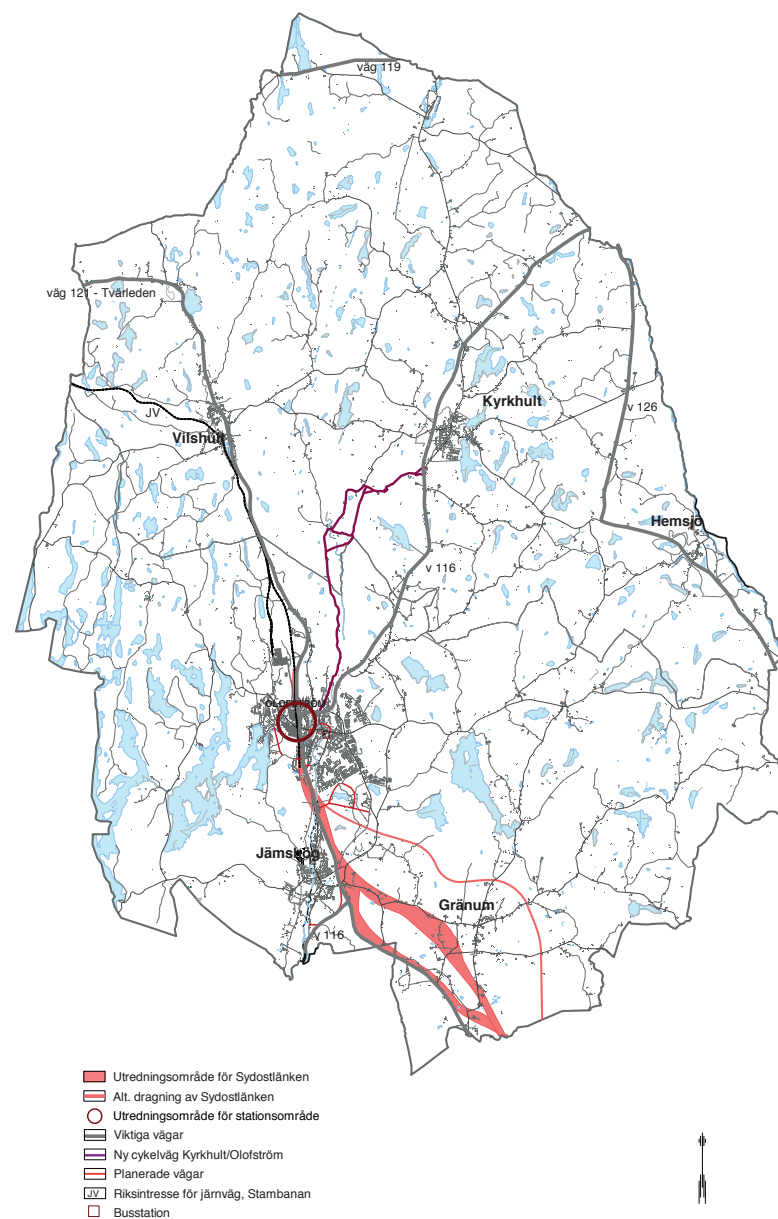 väg 119
väg 121 - Tvärleden
JV
Vilshult
Kyrkhult
v 126
Hemsjö
v 116
OLOFSTRÖM
Jämshög
Gränum
v 116
Utredningsområde för Sydostlänken
Alt. dragning av Sydostlänken
Utredningsområde för stationsområde
Viktiga vägar
Ny cykelväg Kyrkhult/Olofström
Planerade vägar
JV Riksintresse för järnväg, Stambanan
Busstation